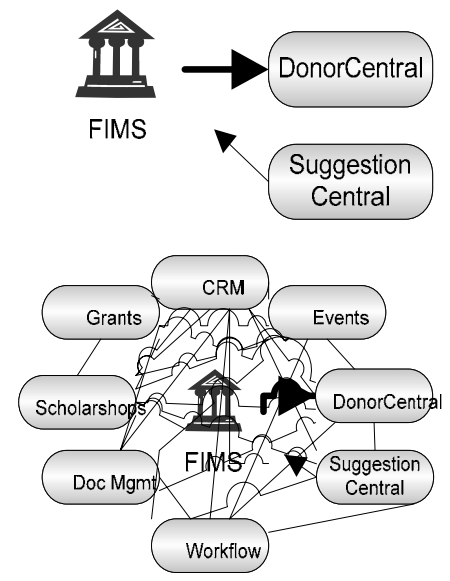 DonorCentral
FIMS
Suggestion
Central
CRM
Grants
Events
Scholarshops
DonorCentral
FIMS
Doc Mgmt
Suggestion
Central
Workflow